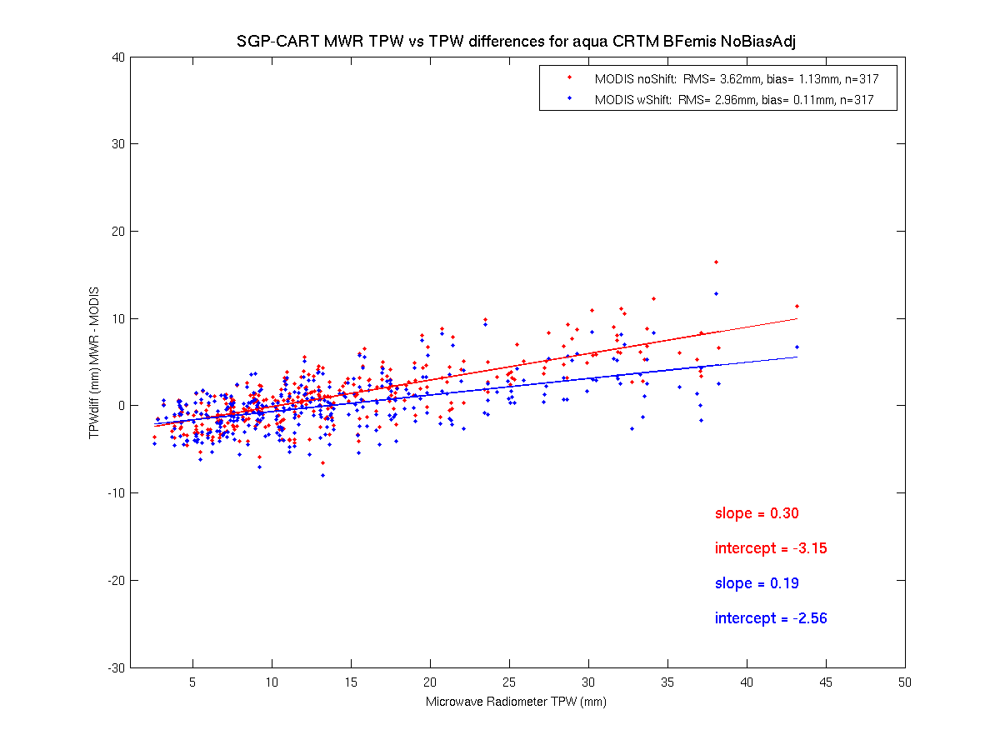 SGP-CART MWR TPW vs TPW differences for aqua CRTM BFemis NoBiasAdj
MODIS noShift: RMS= 3.62mm, bias= 1.13mm, n=317
MODIS wShift: RMS= 2.96mm, bias= 0.11mm, n=317
40
30
20
10
0
-10
-20
-30
TPWdiff (mm) MWR - MODIS
slope = 0.30
intercept = -3.15
slope = 0.19
intercept = -2.56
5 10 15 20 25 30 35 40 45 50
Microwave Radiometer TPW (mm)